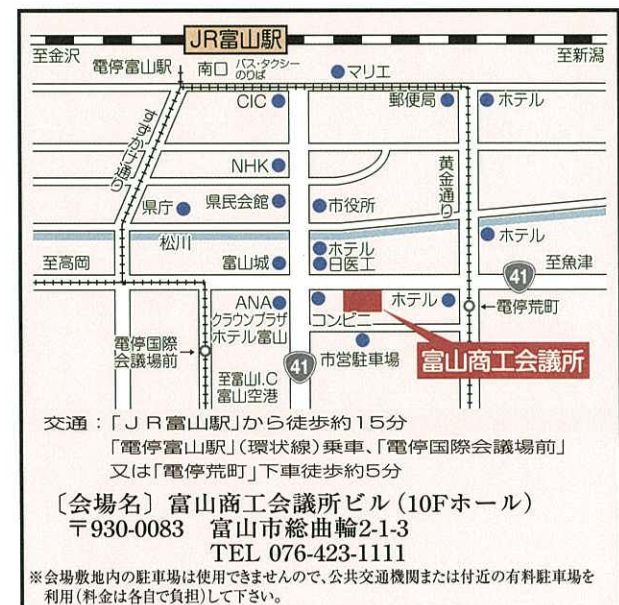 JR富山駅
至金沢
至新潟
電停富山駅
南口 バス・タクシー
のりば
マリエ
CIC
郵便局
ホテル
すずかけ通り
NHK
黄金通り
県庁
県民会館
市役所
松川
ホテル
ホテル
至高岡
富山城
日医工
41
至魚津
ANA
クラウンプラザ
ホテル富山
コンビニ
ホテル
電停荒町
電停国際
会議場前
41
市営駐車場
富山商工会議所
至富山I.C
富山空港
交通:「JR富山駅」から徒歩約15分
「電停富山駅」(環状線)乗車、「電停国際会議場前」
又は「電停荒町」下車徒歩約5分
〔会場名〕富山商工会議所ビル(10Fホール)
〒930-0083 富山市総曲輪2-1-3
TEL 076-423-1111
※会場敷地内の駐車場は使用できませんので、公共交通機関または付近の有料駐車場を
利用(料金は各自で負担)して下さい。